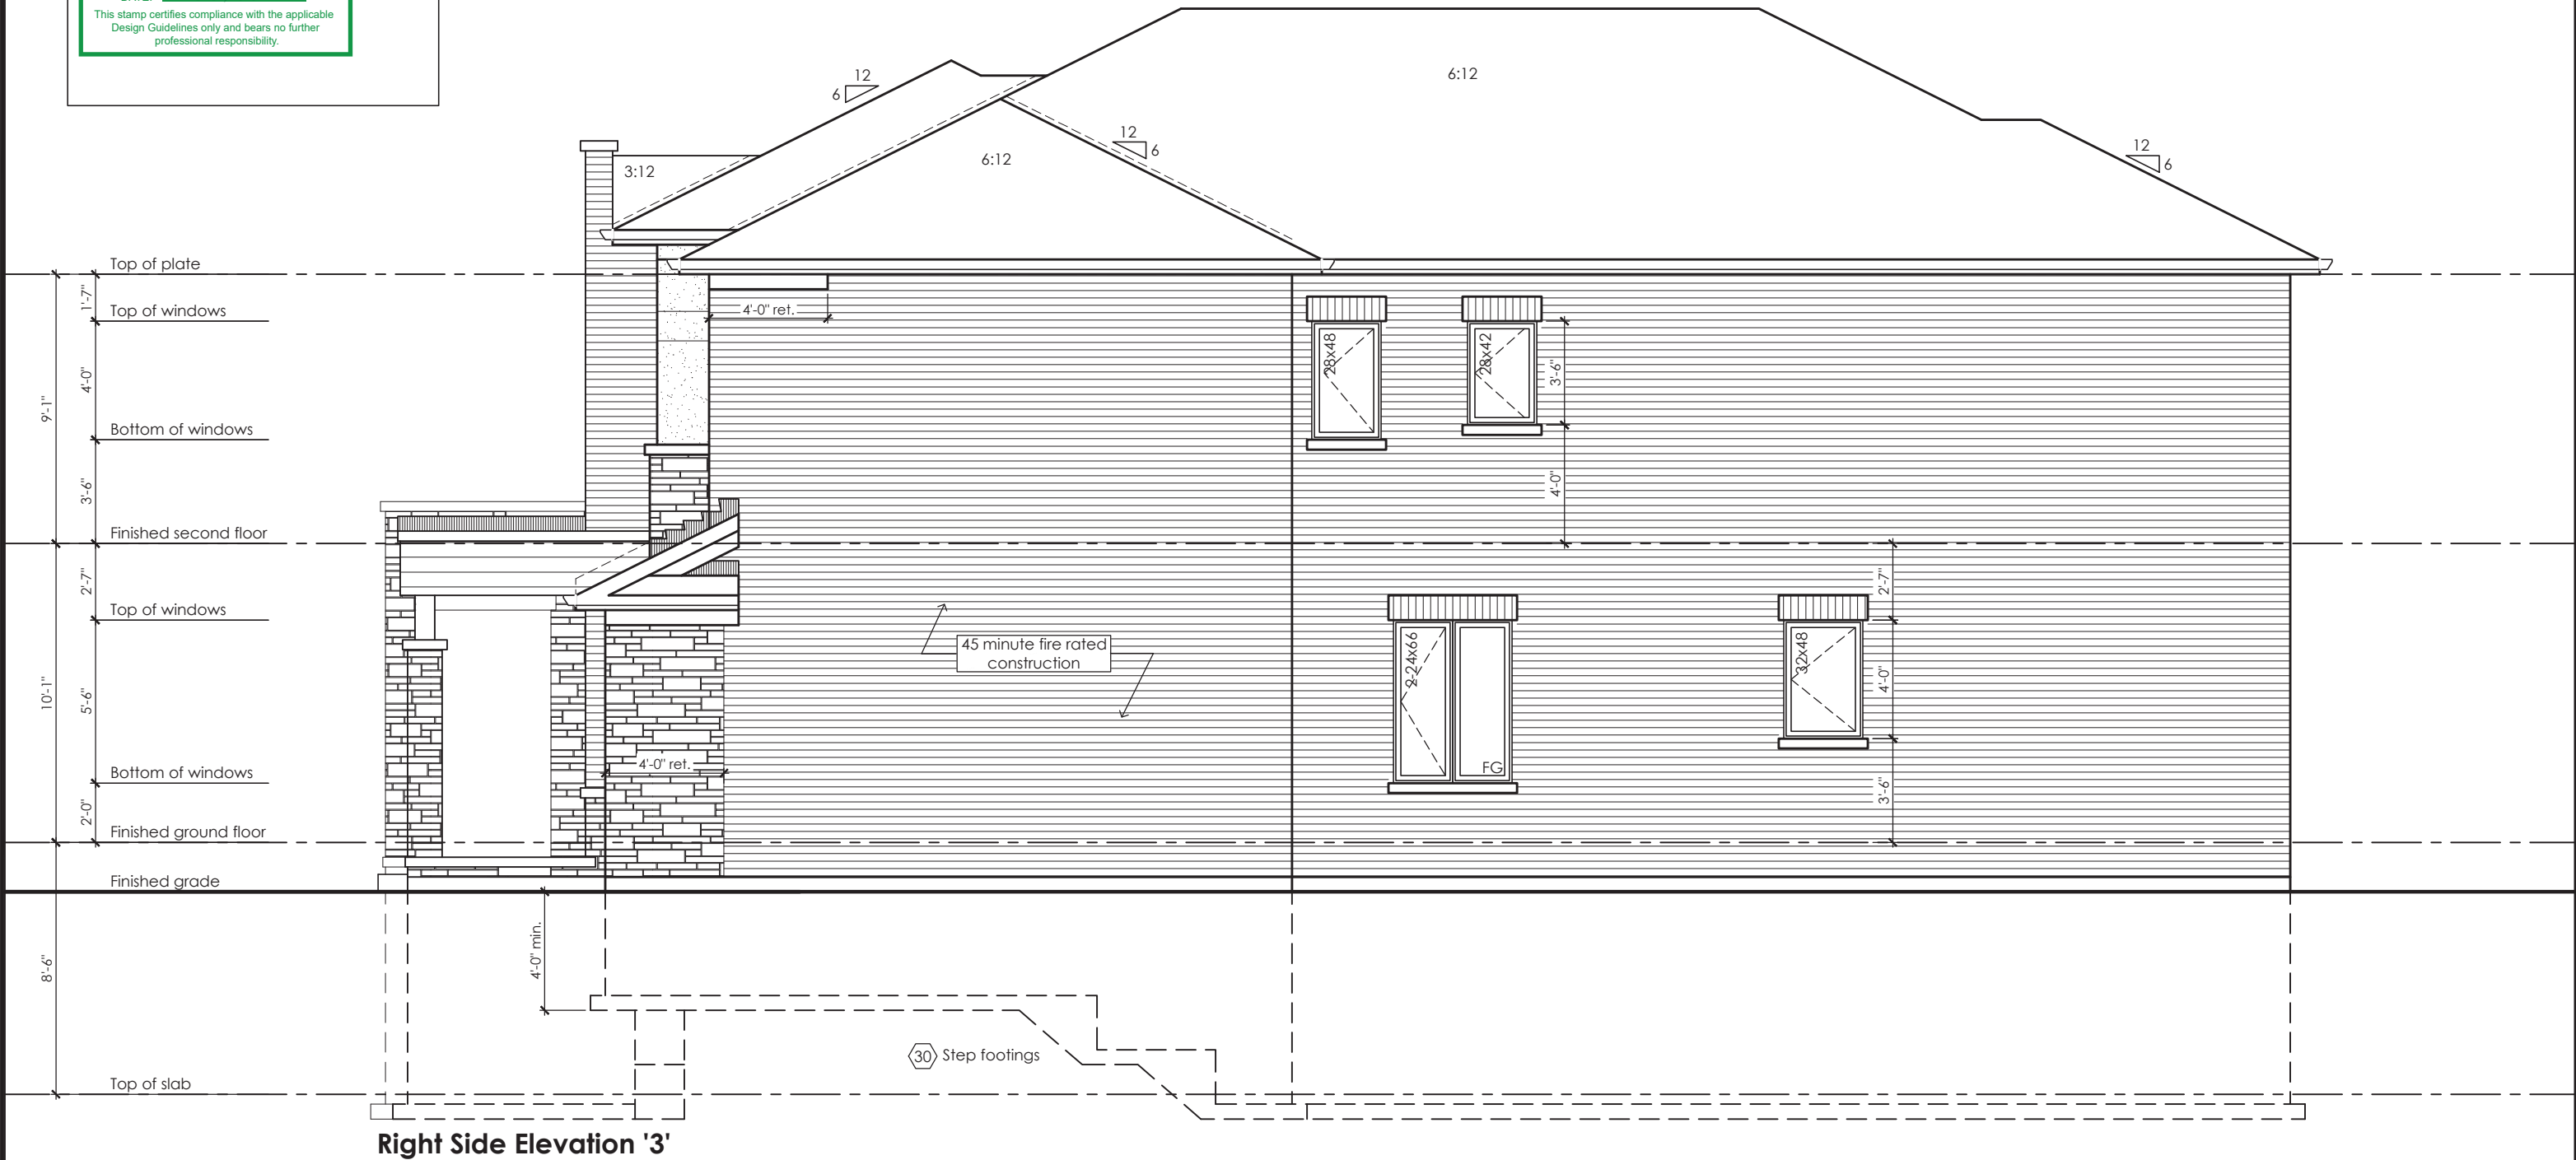 This stamp certifies compliance with the applicable
Design Guidelines only and bears no further
professional responsibility.
12
6
6:12
12
6
12
6
6:12
3:12
Top of plate
1'-7"
Top of windows
4'-0" ret.
28x48
28x42
3'-6"
4'-0"
9'-1"
Bottom of windows
3'-6"
4'-0"
Finished second floor
2'-7"
2'-7"
Top of windows
45 minute fire rated
construction
2-24x66
32x48
4'-0"
10'-1"
5'-6"
4'-0" ret.
FG
Bottom of windows
3'-6"
2'-0"
Finished ground floor
Finished grade
4'-0" min.
8'-6"
30 Step footings
Top of slab
Right Side Elevation '3'